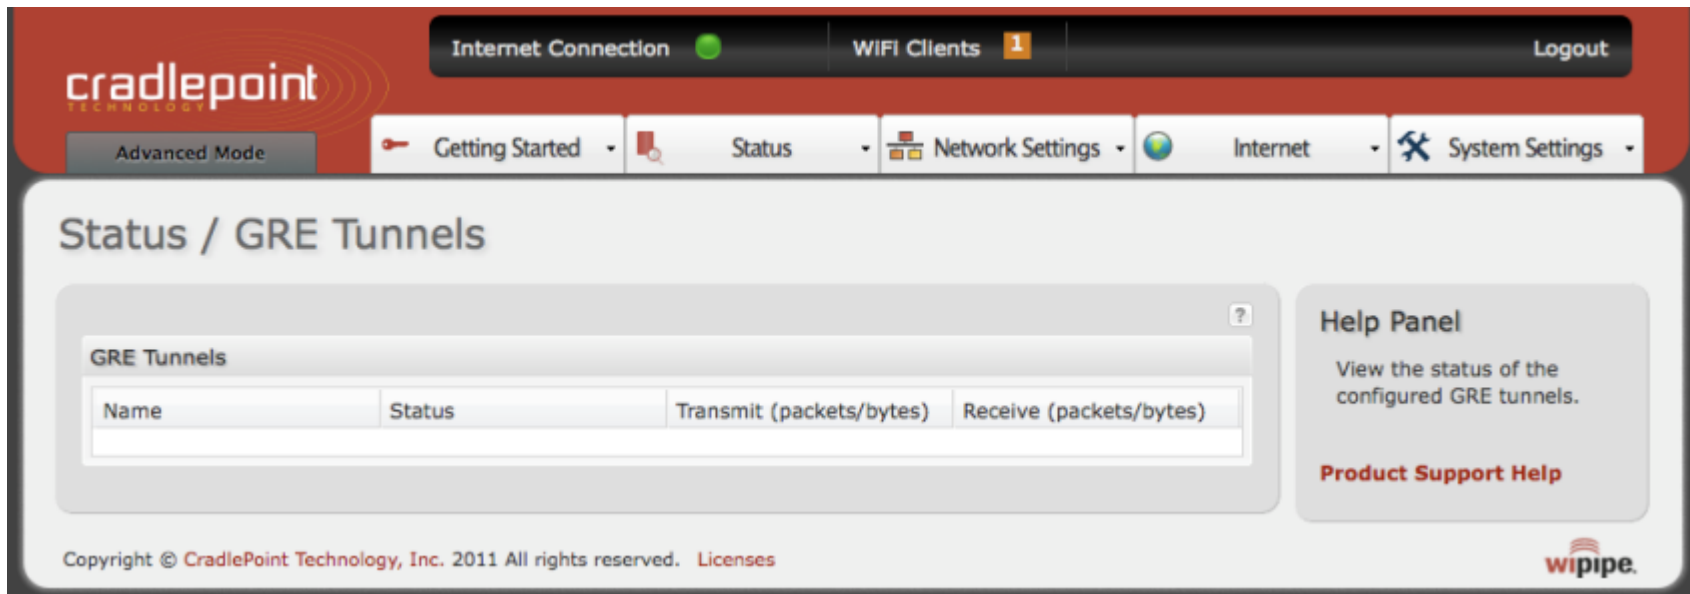 Internet Connection WiFi Clients 1 Logout
cradlepoint
TECHNOLOGY
Advanced Mode Getting Started Status Network Settings Internet System Settings
Status / GRE Tunnels
?
GRE Tunnels
Name Status Transmit (packets/bytes) Receive (packets/bytes)
Help Panel
View the status of the
configured GRE tunnels.
Product Support Help
Copyright © CradlePoint Technology, Inc. 2011 All rights reserved. Licenses
wipipe.